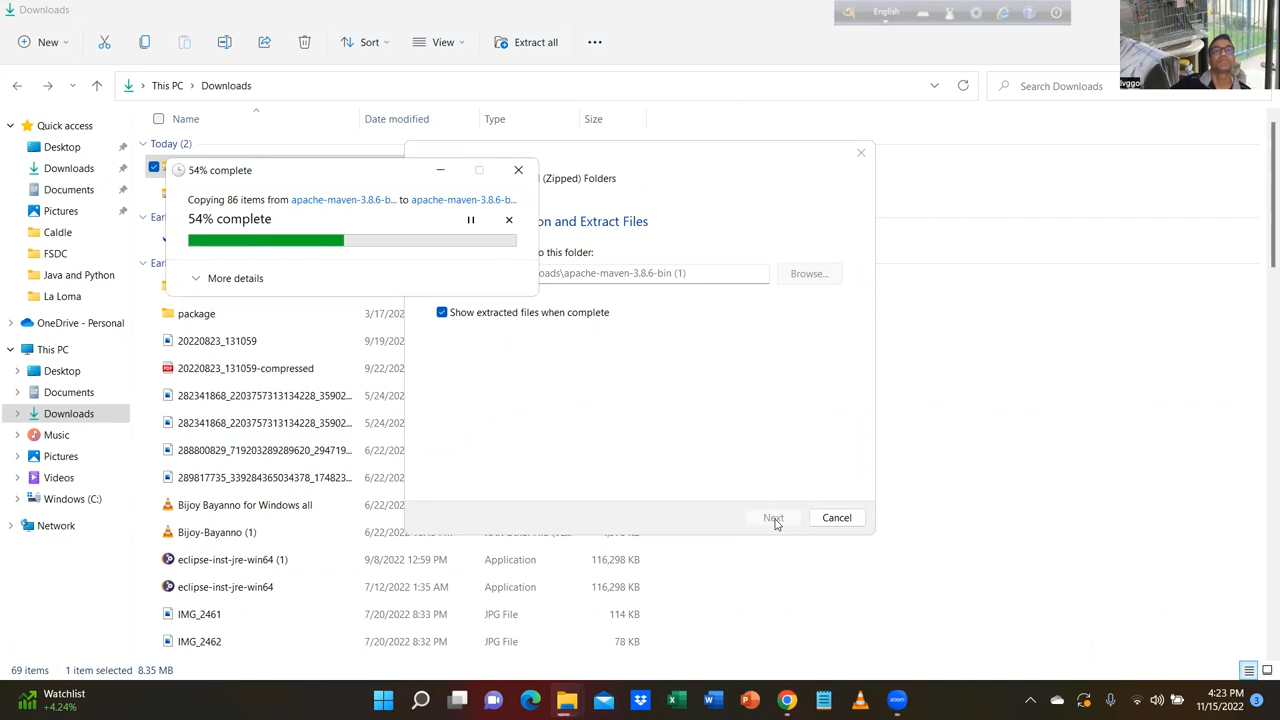 Downloads
English
New
Sort
View
Extract all
This PC
Downloads
Search Downloads
lvggo
Quick access
Desktop
Downloads
Documents
Pictures
Caldle
FSDC
Java and Python
La Loma
OneDrive - Personal
This PC
Desktop
Documents
Downloads
Music
Pictures
Videos
Windows (C:)
Network
Name
Date modified
Type
Size
Today (2)
54% complete
Copying 86 items from apache-maven-3.8.6-b... to apache-maven-3.8.6-b...
54% complete
More details
(Zipped) Folders
on and Extract Files
o this folder:
oads\apache-maven-3.8.6-bin (1)
Browse...
Show extracted files when complete
Next
Cancel
package 3/17/202
20220823_131059 9/19/202
20220823_131059-compressed 9/22/202
282341868_2203757313134228_35902... 5/24/202
282341868_2203757313134228_35902... 5/24/202
288800829_719203289289620_294719... 6/22/202
289817735_339284365034378_174823... 6/22/202
Bijoy Bayanno for Windows all 6/22/202
Bijoy-Bayanno (1)
eclipse-inst-jre-win64 (1) 9/8/2022 12:59 PM Application 116,298 KB
eclipse-inst-jre-win64 7/12/2022 1:35 AM Application 116,298 KB
IMG_2461 7/20/2022 8:33 PM JPG File 114 KB
IMG_2462 7/20/2022 8:32 PM JPG File 78 KB
69 items 1 item selected 8.35 MB
Watchlist
+4.24%
zoom
4:23 PM
11/15/2022
3